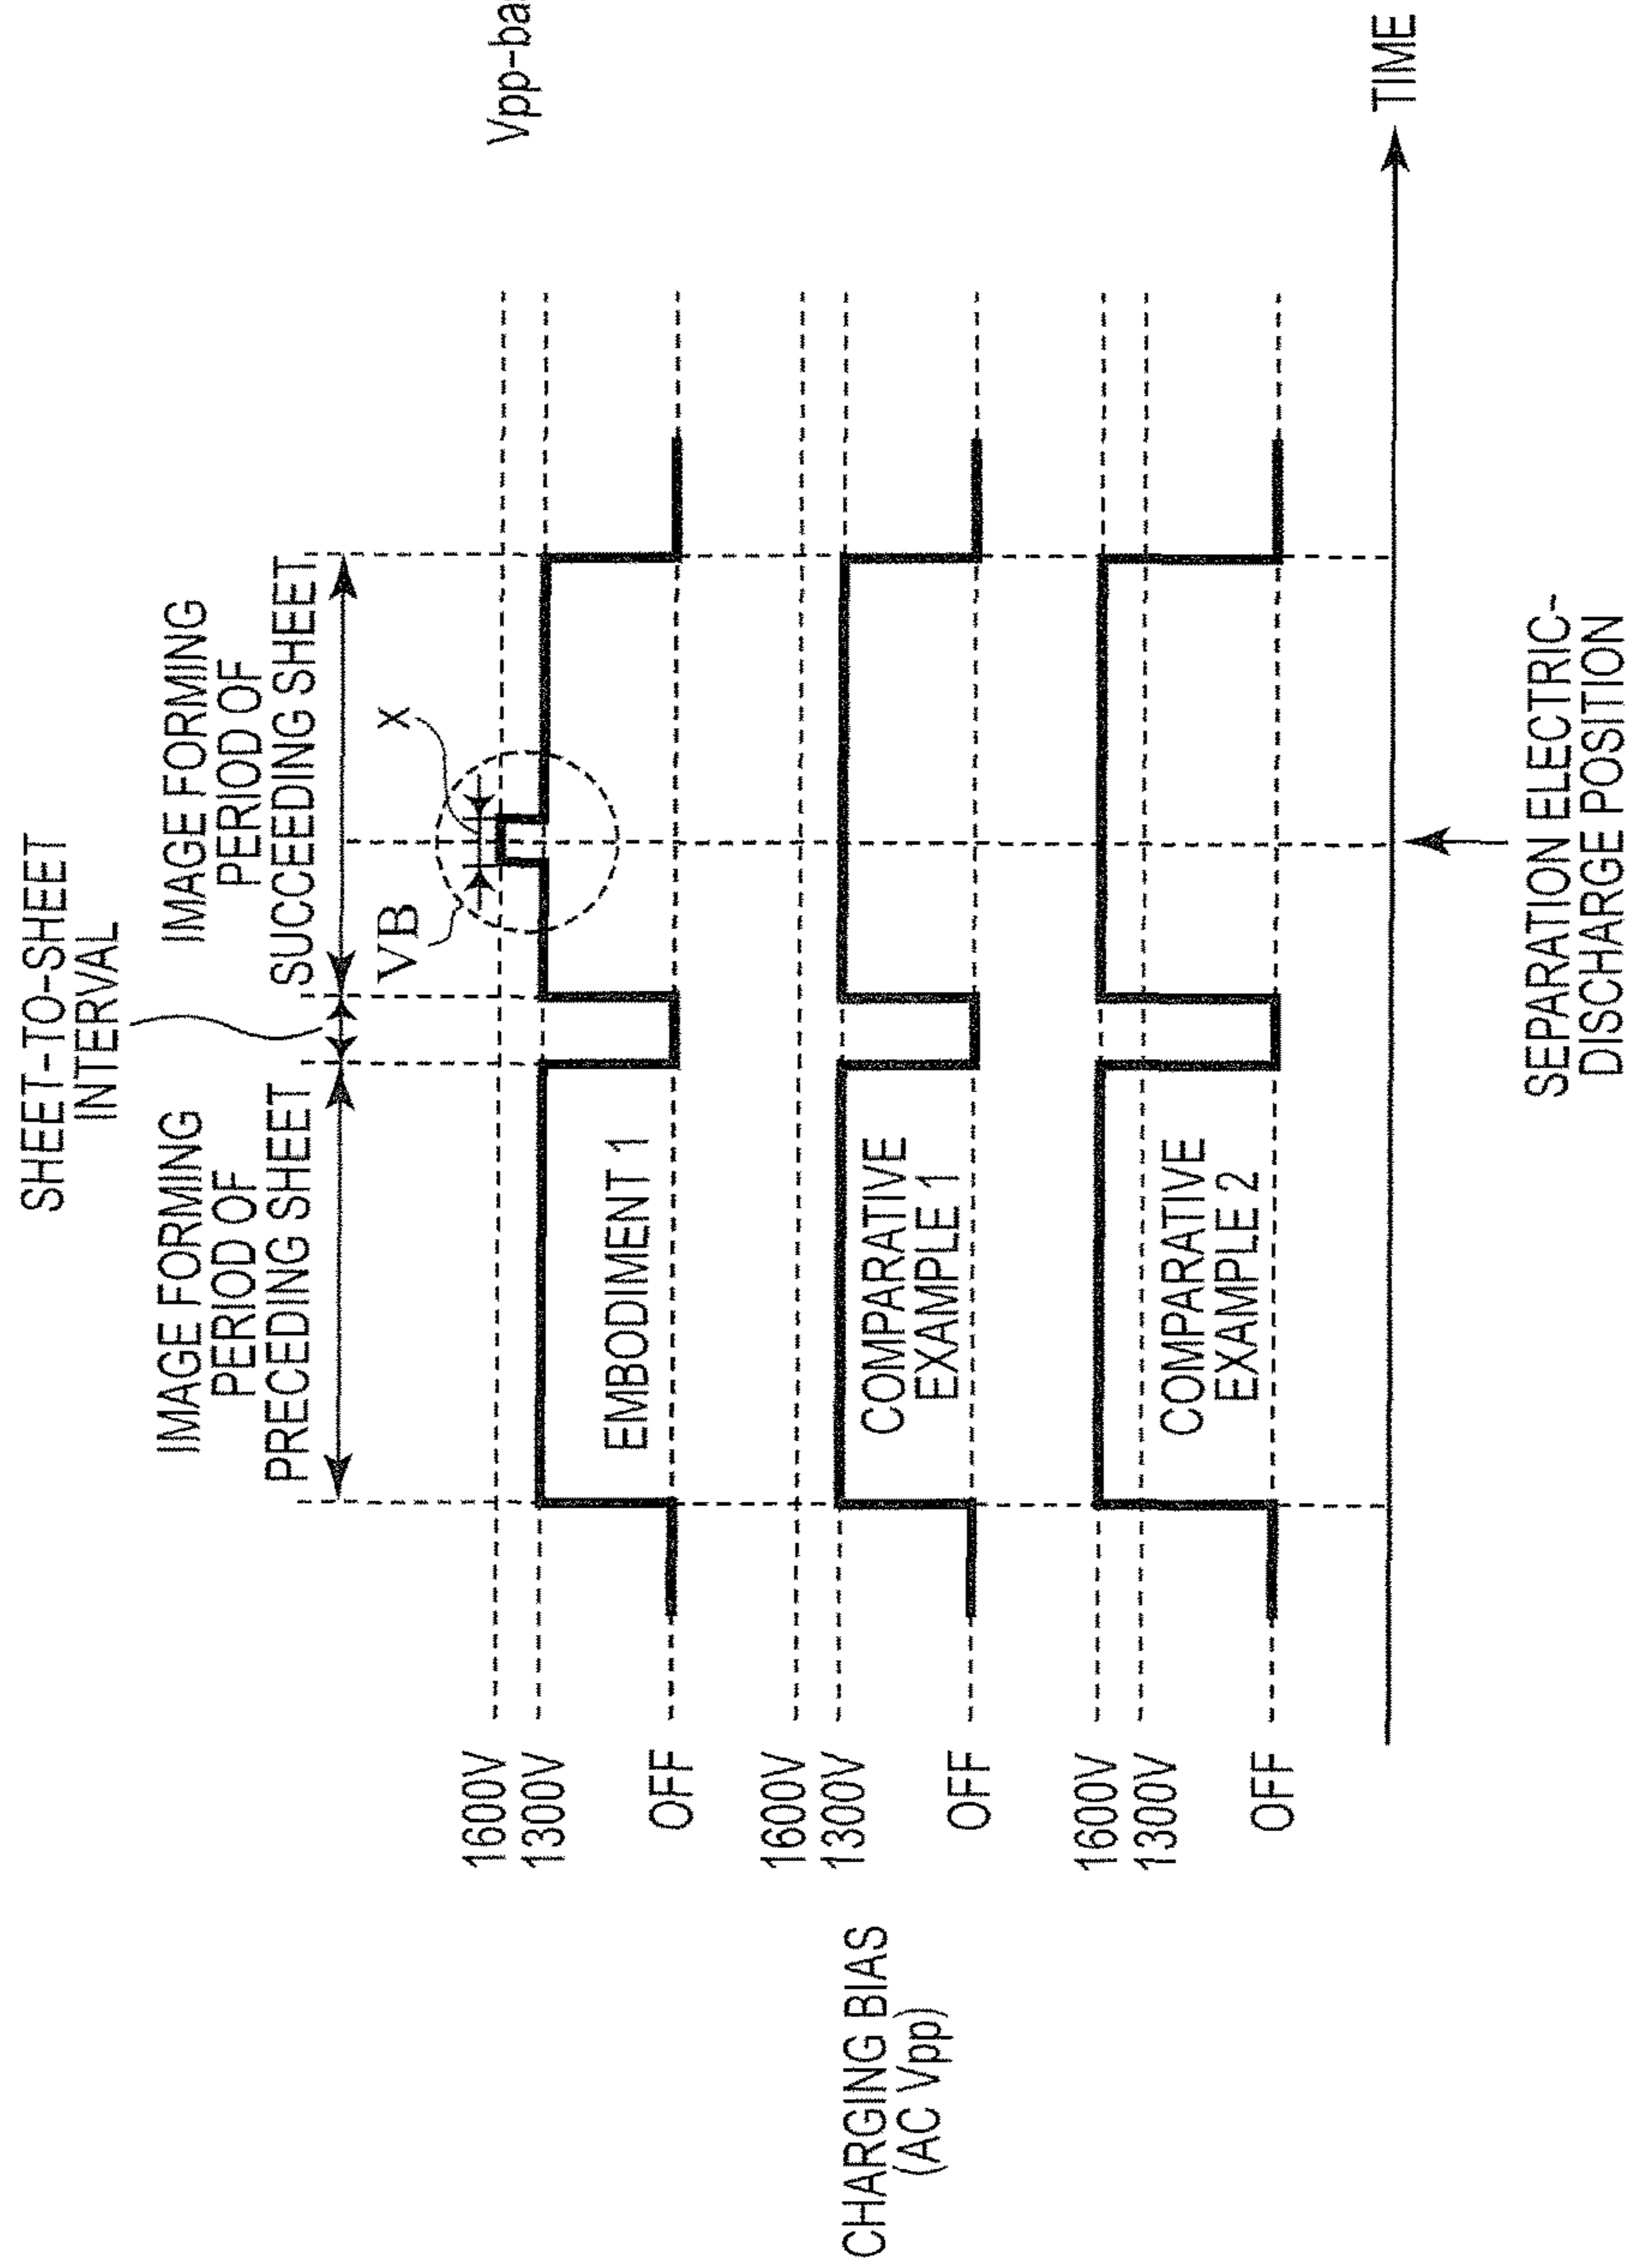 SHEET-TO-SHEET
INTERVAL
IMAGE FORMING
PERIOD OF
PRECEDING SHEET
IMAGE FORMING
PERIOD OF
SUCCEEDING SHEET
VB
X
1600V
1300V
OFF
EMBODIMENT 1
CHARGING BIAS
(AC Vpp)
1600V
1300V
OFF
COMPARATIVE
EXAMPLE 1
1600V
1300V
OFF
COMPARATIVE
EXAMPLE 2
TIME
SEPARATION ELECTRIC-
DISCHARGE POSITION